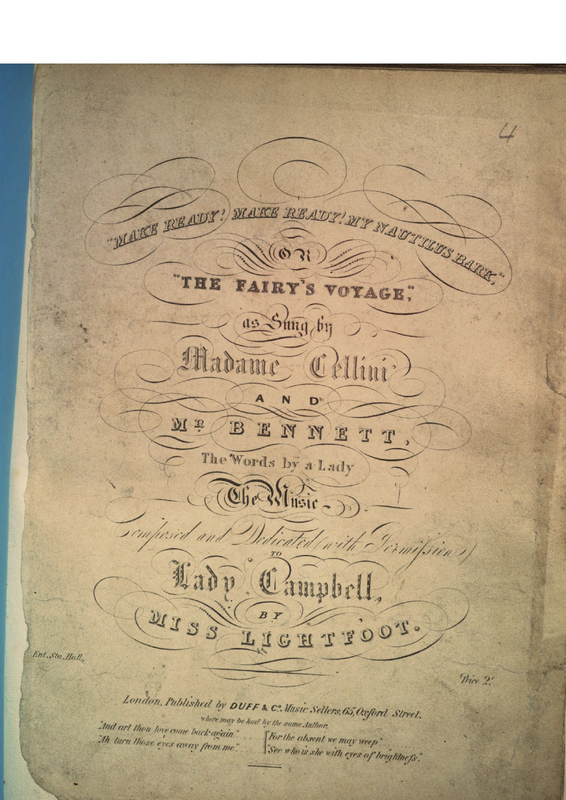 4
"MAKE READY! MAKE READY! MY NAUTILUS BARK,"
OR
"THE FAIRY'S VOYAGE,"
as Sung by
Madame Cellini
AND
MR BENNETT,
The Words by a Lady
The Music
Composed and Dedicated (with Permission)
TO
Lady Campbell,
BY
MISS LIGHTFOOT.
Ent. Sta. Hall.
Price 2/.
London, Published by DUFF & Co. Music Sellers, 65, Oxford Street.
where may be had by the same Author,
"And art thou love come back again"
"Ah turn those eyes away from me"
"For the absent we may weep"
"See who is she with eyes of brightness."